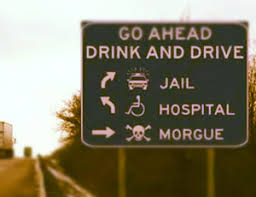 GO AHEAD
DRINK AND DRIVE
JAIL
HOSPITAL
MORGUE